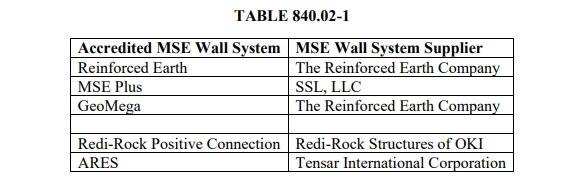 TABLE 840.02-1
Accredited MSE Wall System MSE Wall System Supplier
Reinforced Earth The Reinforced Earth Company
MSE Plus SSL, LLC
GeoMega The Reinforced Earth Company
Redi-Rock Positive Connection Redi-Rock Structures of OKI
ARES Tensar International Corporation